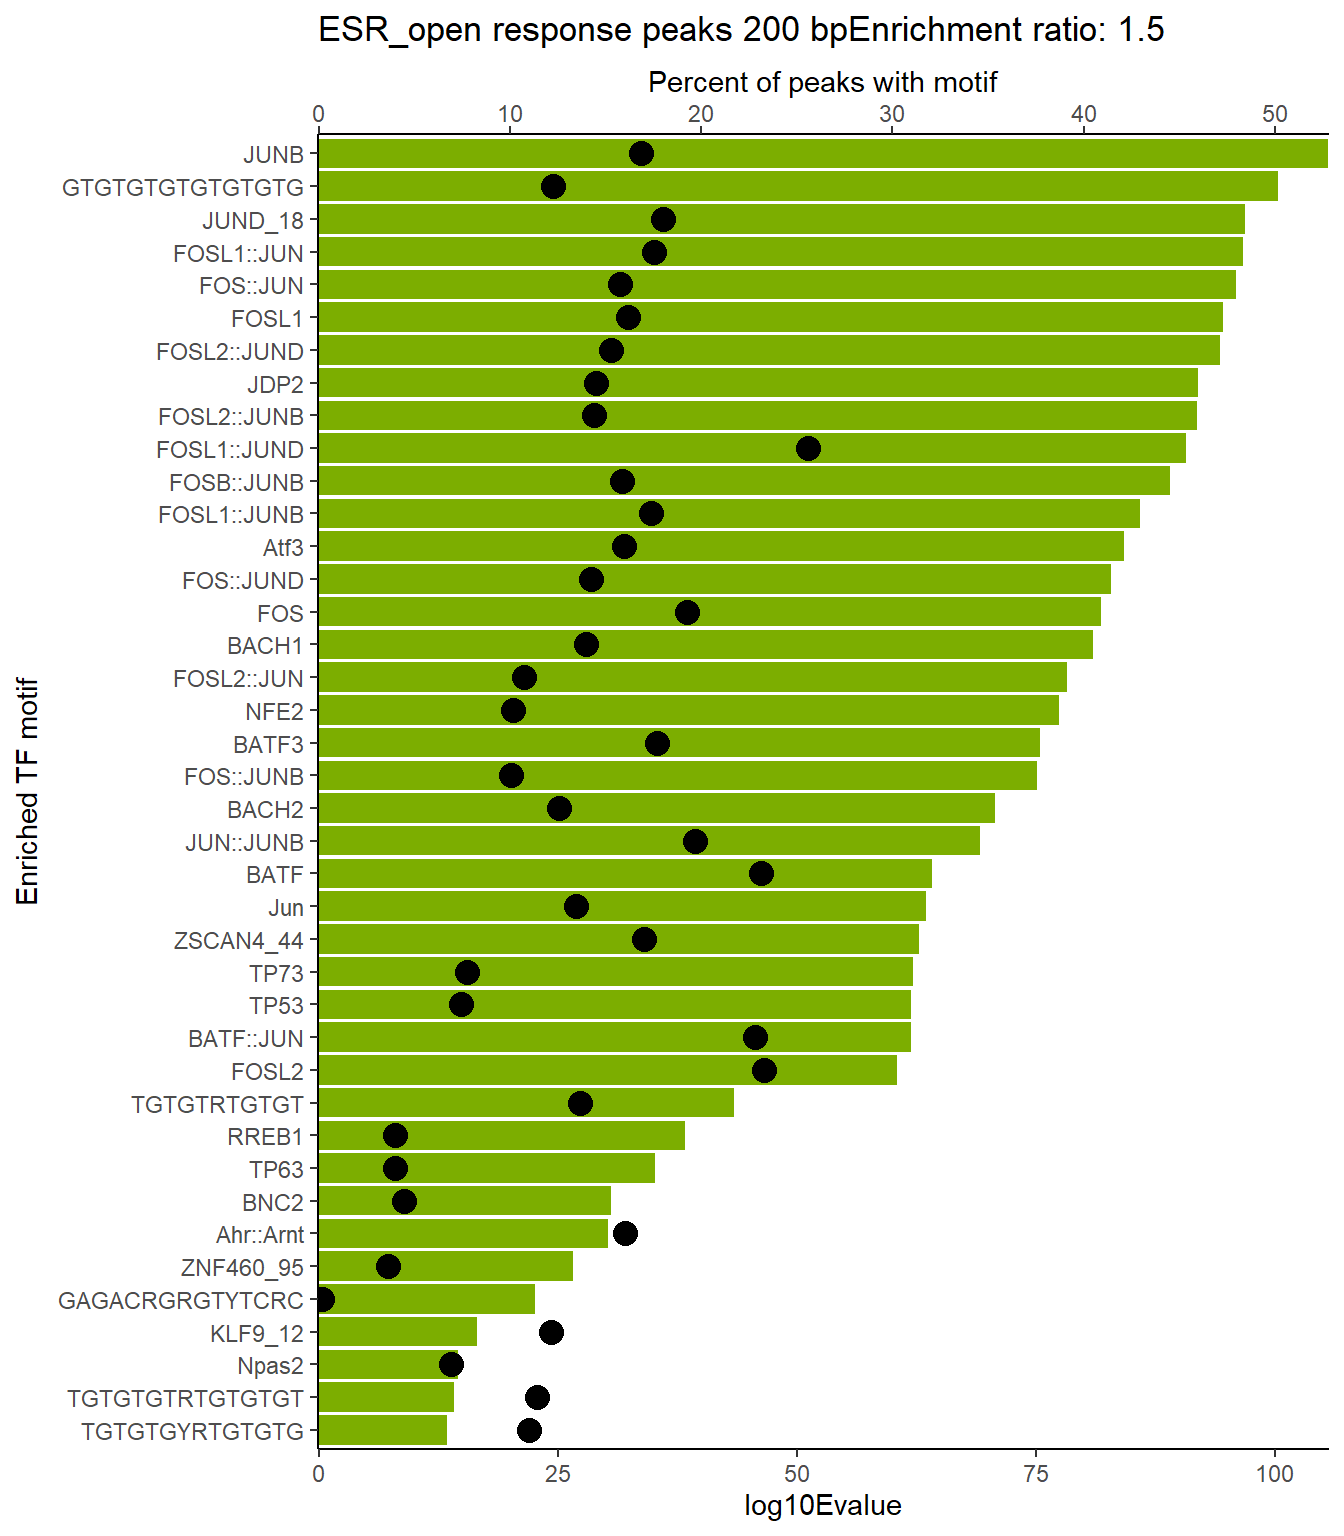 ESR_open response peaks 200 bpEnrichment ratio: 1.5
Percent of peaks with motif
0 10 20 30 40 50
JUNB
GTGTGTGTGTGTGTG
JUND_18
FOSL1::JUN
FOS::JUN
FOSL1
FOSL2::JUND
JDP2
FOSL2::JUNB
FOSL1::JUND
FOSB::JUNB
FOSL1::JUNB
Atf3
FOS::JUND
FOS
BACH1
FOSL2::JUN
NFE2
BATF3
FOS::JUNB
BACH2
JUN::JUNB
BATF
Jun
ZSCAN4_44
TP73
TP53
BATF::JUN
FOSL2
TGTGTRTGTGT
RREB1
TP63
BNC2
Ahr::Arnt
ZNF460_95
GAGACRGRGTYTCRC
KLF9_12
Npas2
TGTGTGTRTGTGTGT
TGTGTGYRTGTGTG
Enriched TF motif
0 25 50 75 100
log10Evalue